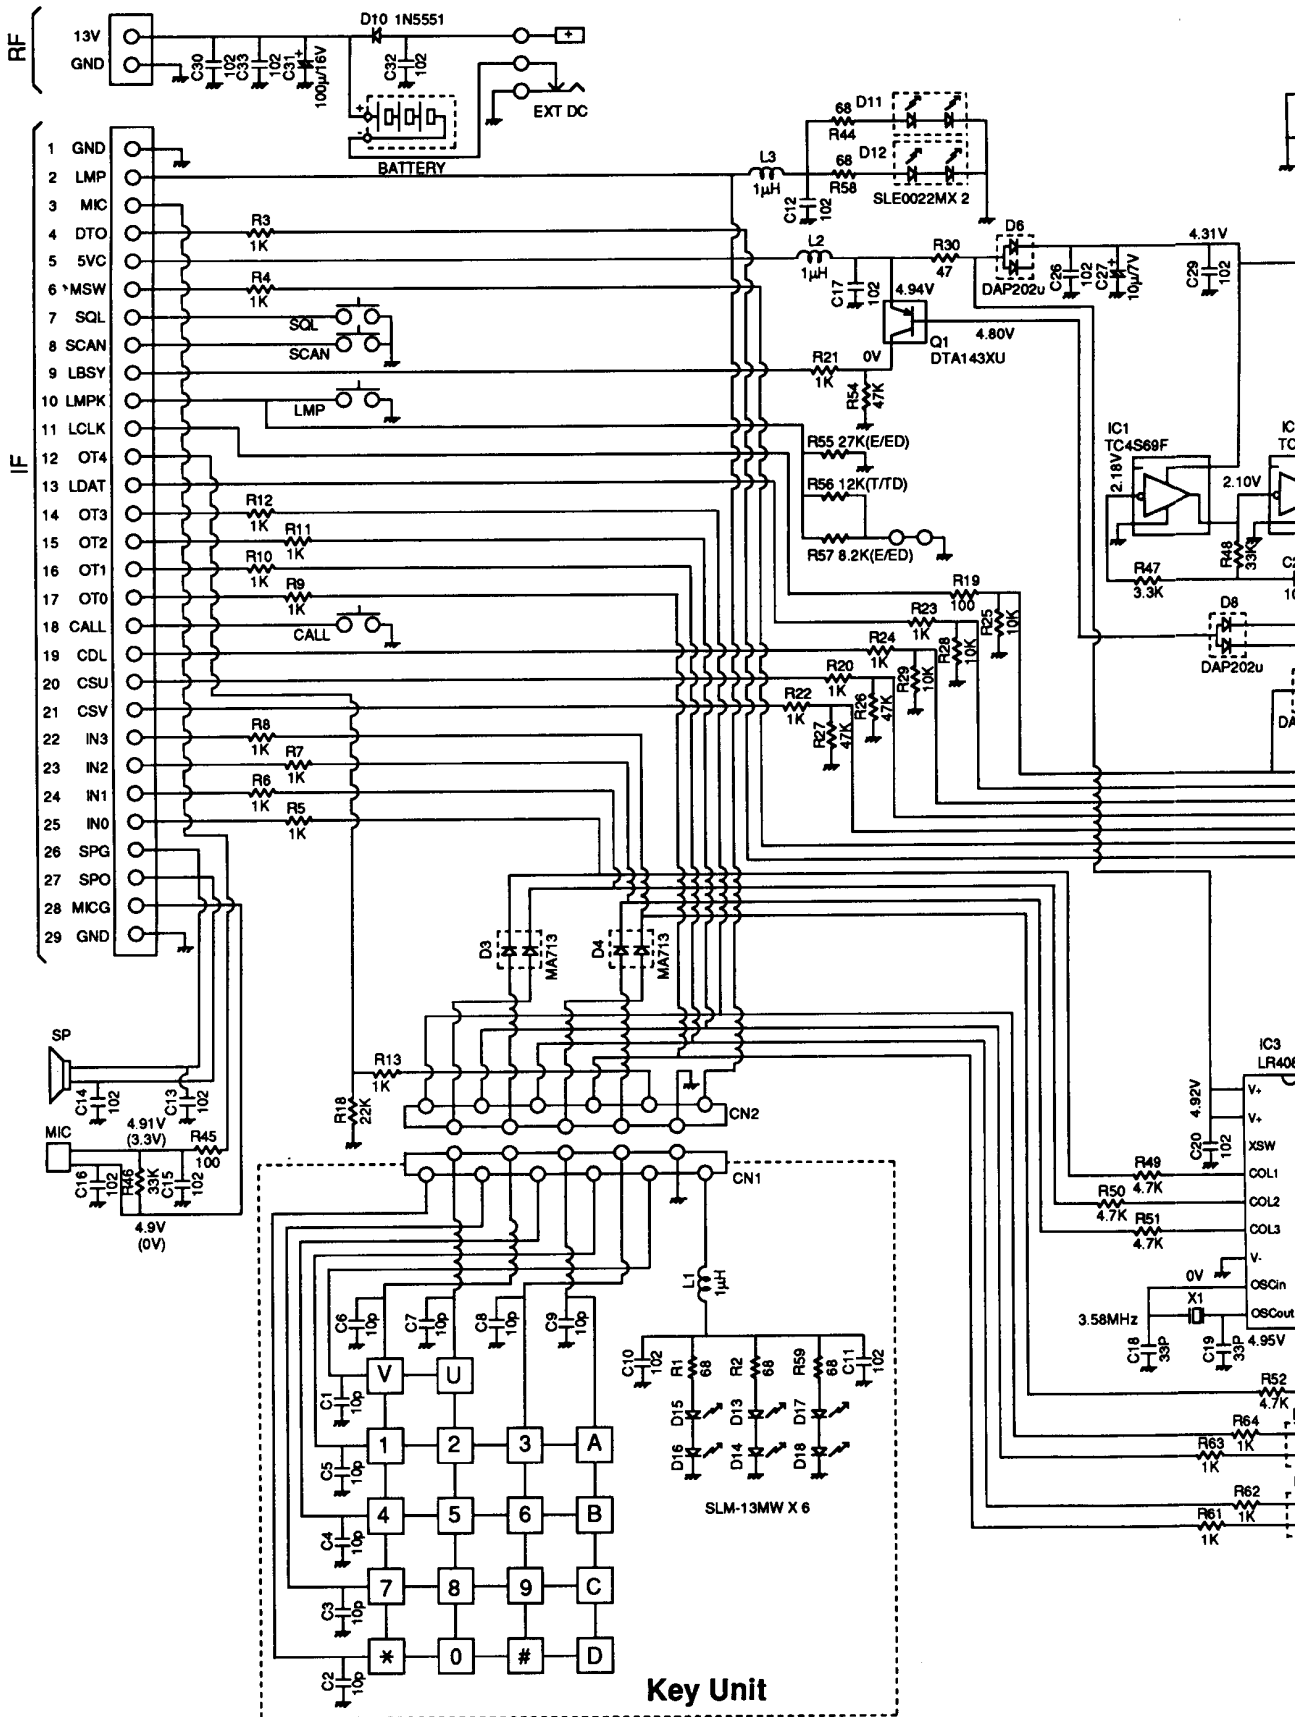 RF
13V
GND
C30 102
C33 102
C31 + 100µ/16V
D10 1N5551
C32 102
+
EXT DC
+
-
BATTERY
IF
1 GND
2 LMP
3 MIC
4 DTO
5 5VC
6 MSW
7 SQL
8 SCAN
9 LBSY
10 LMPK
11 LCLK
12 OT4
13 LDAT
14 OT3
15 OT2
16 OT1
17 OT0
18 CALL
19 CDL
20 CSU
21 CSV
22 IN3
23 IN2
24 IN1
25 IN0
26 SPG
27 SPO
28 MICG
29 GND
R3 1K
R4 1K
SQL
SCAN
LMP
R12 1K
R11 1K
R10 1K
R9 1K
CALL
R8 1K
R7 1K
R6 1K
R5 1K
L3 1µH
C12 102
68 R44
D11
68 R58
D12
SLE0022MX 2
L2 1µH
C17 102
R30 47
D6
DAP202u
C26 102
C27 + 10µ/7V
4.31V
C29 102
4.94V
4.80V
Q1
DTA143XU
R21 1K
0V
R54 47K
R55 27K(E/ED)
R56 12K(T/TD)
R57 8.2K(E/ED)
IC1
TC4S69F
2.18V
2.10V
IC
TC
R47 3.3K
R48 33K
C2
10
D8
DAP202u
DA
R19 100
R25 10K
R23 1K
R28 10K
R24 1K
R29 10K
R20 1K
R26 47K
R22 1K
R27 47K
D3
MA713
D4
MA713
SP
C14 102
C13 102
MIC
C16 102
4.91V
(3.3V)
R46 33K
C15 102
R45 100
4.9V
(0V)
R13 1K
R18 22K
CN2
CN1
L1 1µH
C6 10p
C7 10p
C8 10p
C9 10p
C1 10p
C5 10p
C4 10p
C3 10p
C2 10p
V U
1 2 3 A
4 5 6 B
7 8 9 C
* 0 # D
C10 102
R1 68
R2 68
R59 68
C11 102
D15
D13
D17
D16
D14
D18
SLM-13MW X 6
Key Unit
IC3
LR408
4.92V
C20 102
V+
V+
XSW
COL1
COL2
COL3
V-
OSCin
OSCout
R49 4.7K
R50 4.7K
R51 4.7K
0V
X1
3.58MHz
C18 33P
C19 33P
4.95V
R52 4.7K
R64 1K
R63 1K
R62 1K
R61 1K